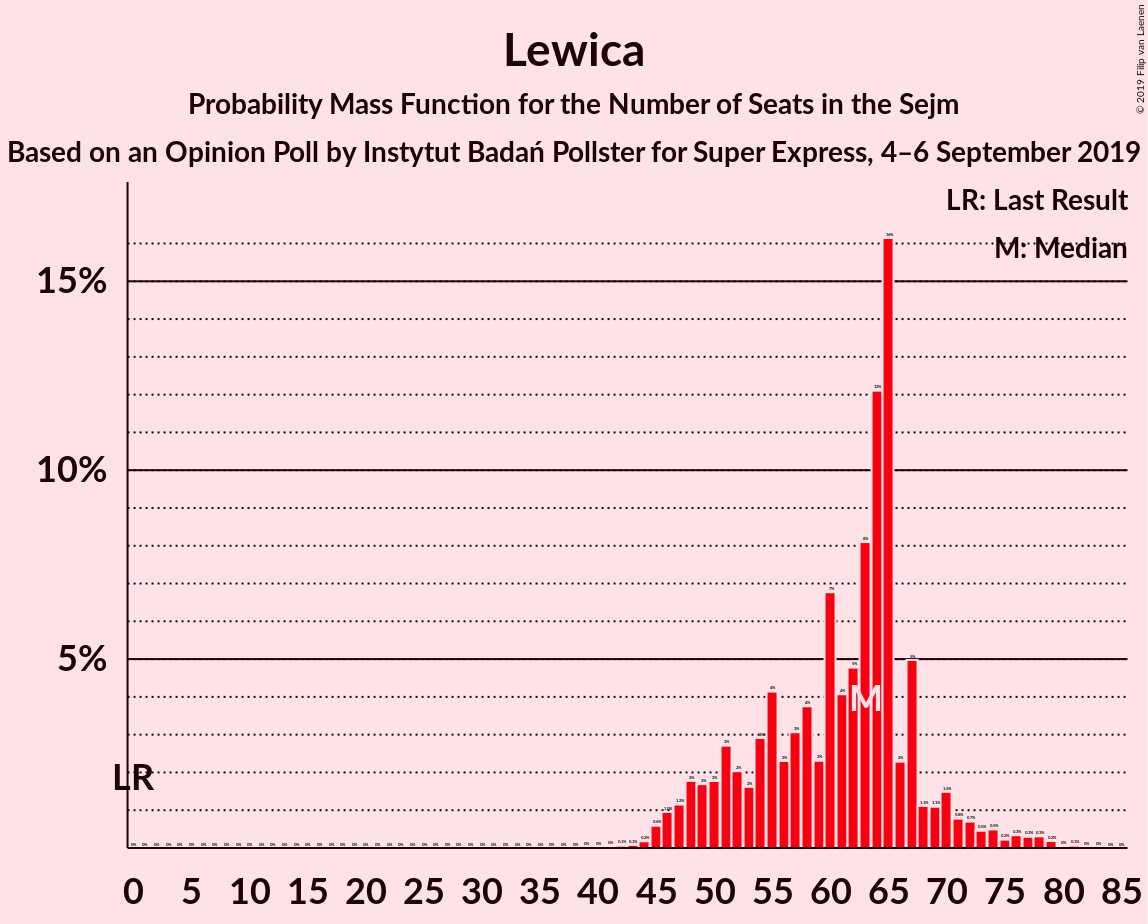 Lewica
Probability Mass Function for the Number of Seats in the Sejm
Based on an Opinion Poll by Instytut Badań Pollster for Super Express, 4–6 September 2019
© 2019 Filip van Laenen
LR: Last Result
M: Median
15%
10%
5%
LR
M
0 5 10 15 20 25 30 35 40 45 50 55 60 65 70 75 80 85